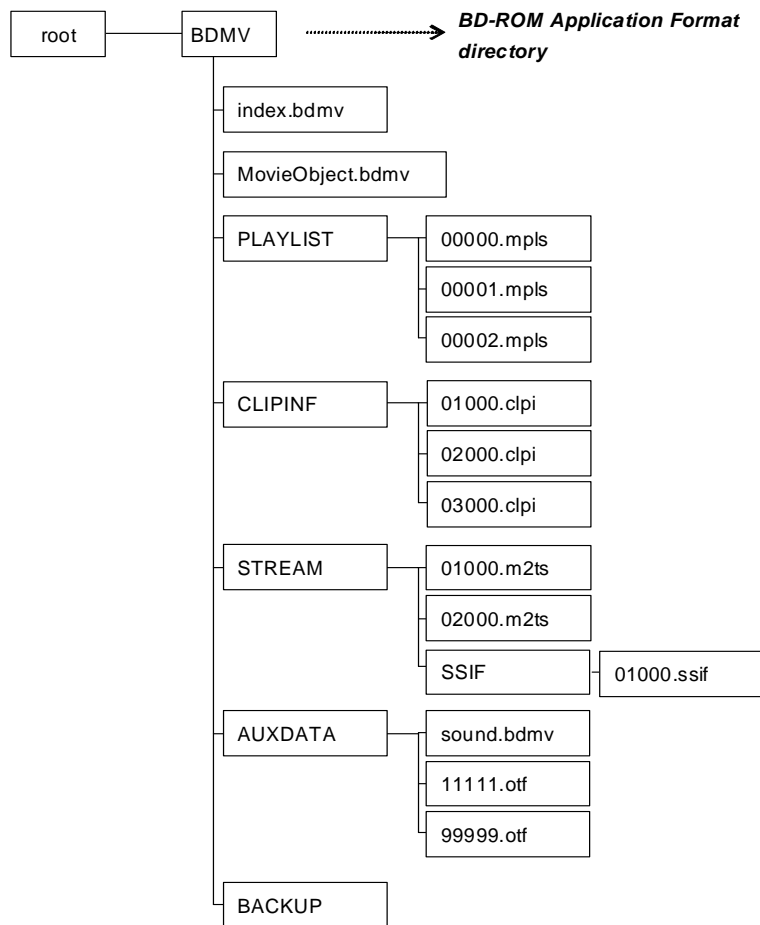 root
BDMV
BD-ROM Application Format
directory
index.bdmv
MovieObject.bdmv
PLAYLIST
00000.mpls
00001.mpls
00002.mpls
CLIPINF
01000.clpi
02000.clpi
03000.clpi
STREAM
01000.m2ts
02000.m2ts
SSIF
01000.ssif
AUXDATA
sound.bdmv
11111.otf
99999.otf
BACKUP